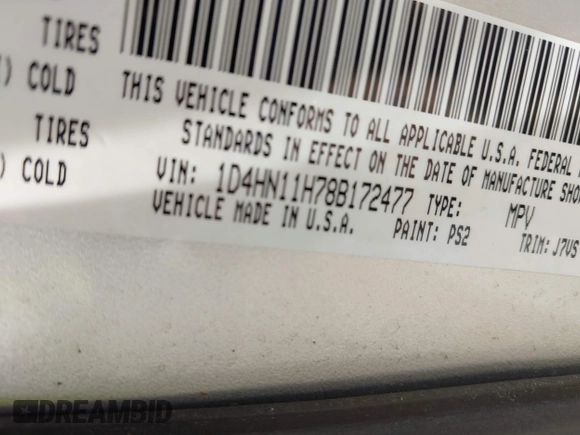 TIRES
) COLD
THIS VEHICLE CONFORMS TO ALL APPLICABLE U.S.A. FEDERAL
TIRES
STANDARDS IN EFFECT ON THE DATE OF MANUFACTURE SHO
) COLD
VIN: 1D4HN11H78B172477 TYPE: MPV
VEHICLE MADE IN U.S.A. PAINT: PS2 TRIM: J7VS
DREAMBID